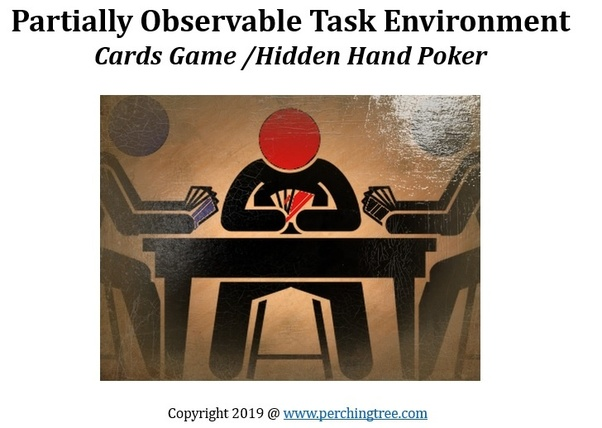 Partially Observable Task Environment
Cards Game /Hidden Hand Poker
Copyright 2019 @ www.perchingtree.com